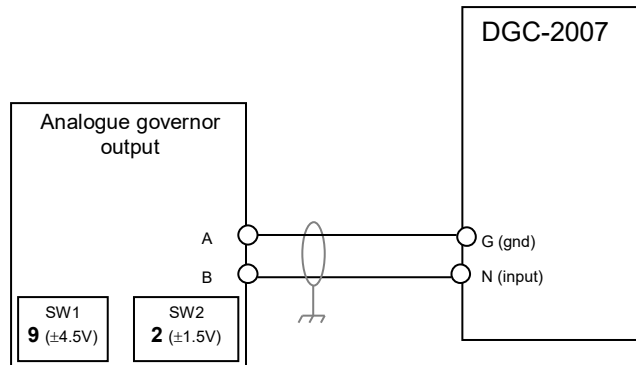 DGC-2007
Analogue governor
output
A
G (gnd)
B
N (input)
SW1
9 (±4.5V)
SW2
2 (±1.5V)